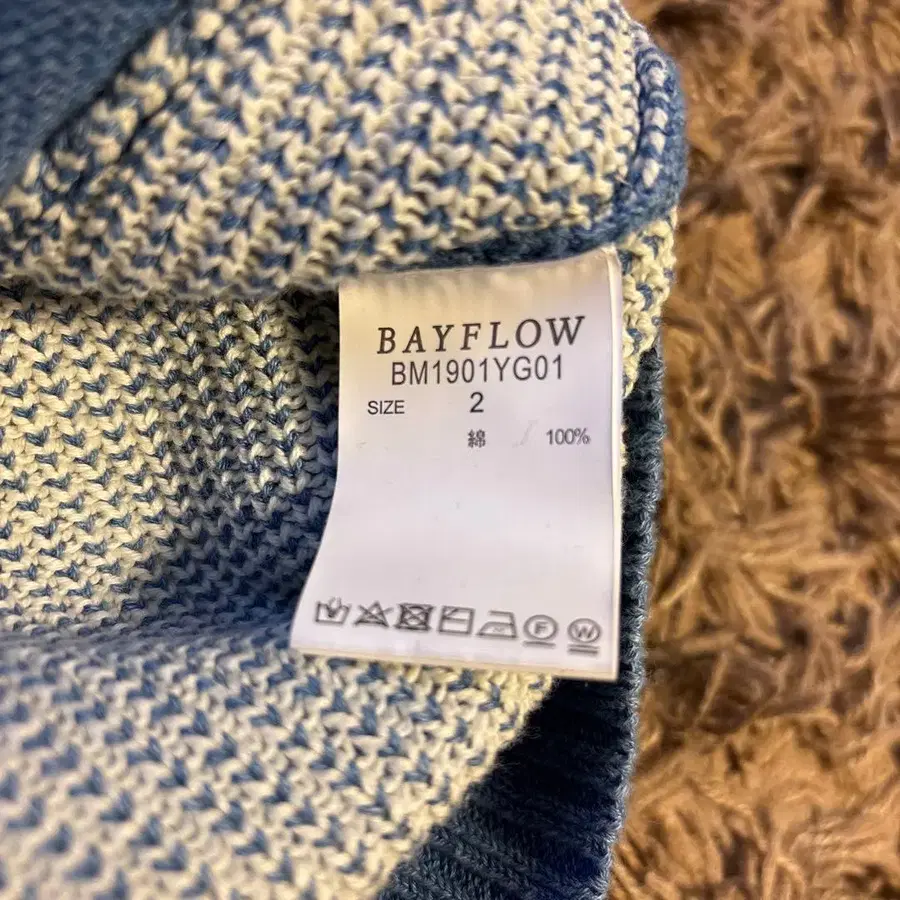 BAYFLOW
BM1901YG01
SIZE 2
綿 100%
F W